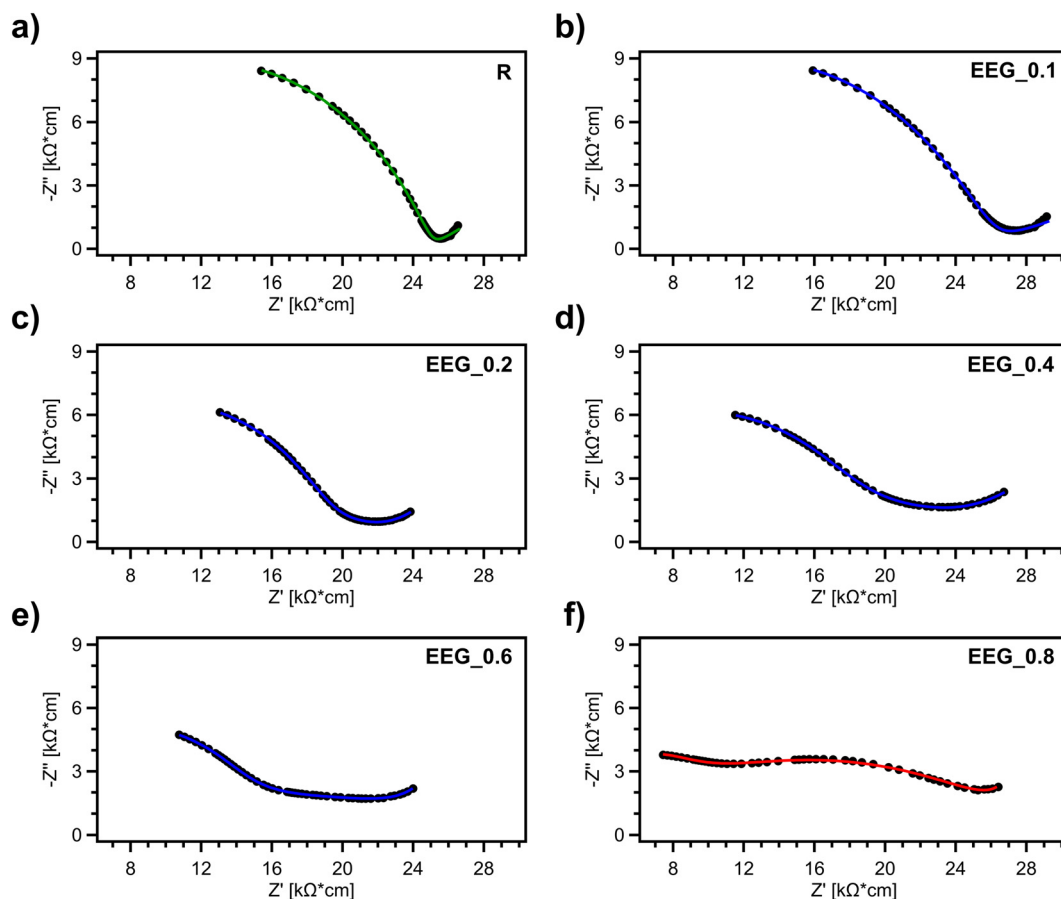 a)
R
9
6
3
0
-Z'' [kΩ*cm]
8 12 16 20 24 28
Z' [kΩ*cm]
b)
EEG_0.1
9
6
3
0
-Z'' [kΩ*cm]
8 12 16 20 24 28
Z' [kΩ*cm]
c)
EEG_0.2
9
6
3
0
-Z'' [kΩ*cm]
8 12 16 20 24 28
Z' [kΩ*cm]
d)
EEG_0.4
9
6
3
0
-Z'' [kΩ*cm]
8 12 16 20 24 28
Z' [kΩ*cm]
e)
EEG_0.6
9
6
3
0
-Z'' [kΩ*cm]
8 12 16 20 24 28
Z' [kΩ*cm]
f)
EEG_0.8
9
6
3
0
-Z'' [kΩ*cm]
8 12 16 20 24 28
Z' [kΩ*cm]